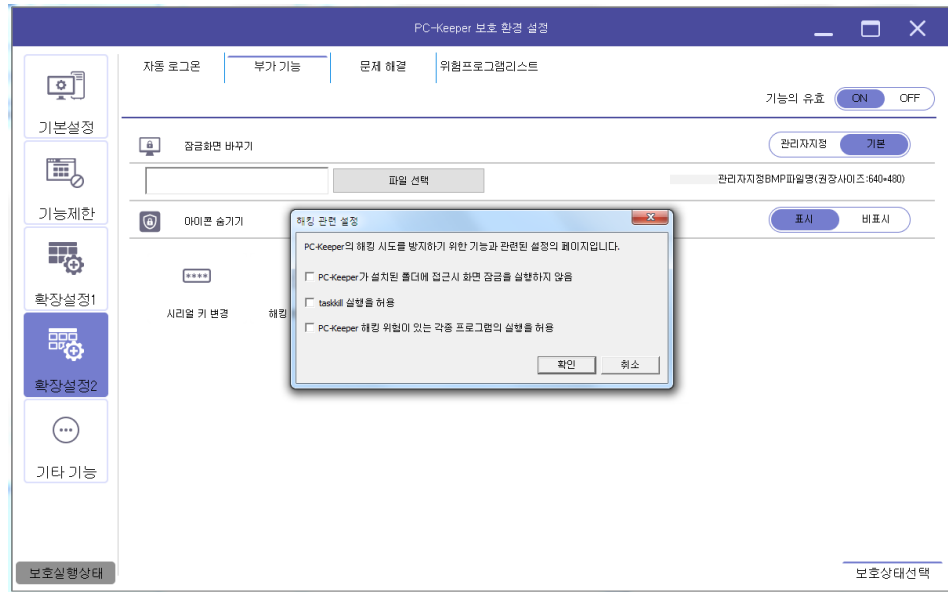 PC-Keeper 보호 환경 설정
자동 로그온 부가 기능 문제 해결 위험프로그램리스트
기능의 유효 ON OFF
기본설정
잠금화면 바꾸기 관리자지정 기본
파일 선택 관리자지정BMP파일명(권장사이즈:640*480)
기능제한
아이콘 숨기기 표시 비표시
해킹 관련 설정
PC-Keeper의 해킹 시도를 방지하기 위한 기능과 관련된 설정의 페이지입니다.
PC-Keeper가 설치된 폴더에 접근시 화면 잠금을 실행하지 않음
taskkill 실행을 허용
PC-Keeper 해킹 위험이 있는 각종 프로그램의 실행을 허용
확인 취소
확장설정1
시리얼 키 변경 해킹
확장설정2
기타 기능
보호실행상태 보호상태선택